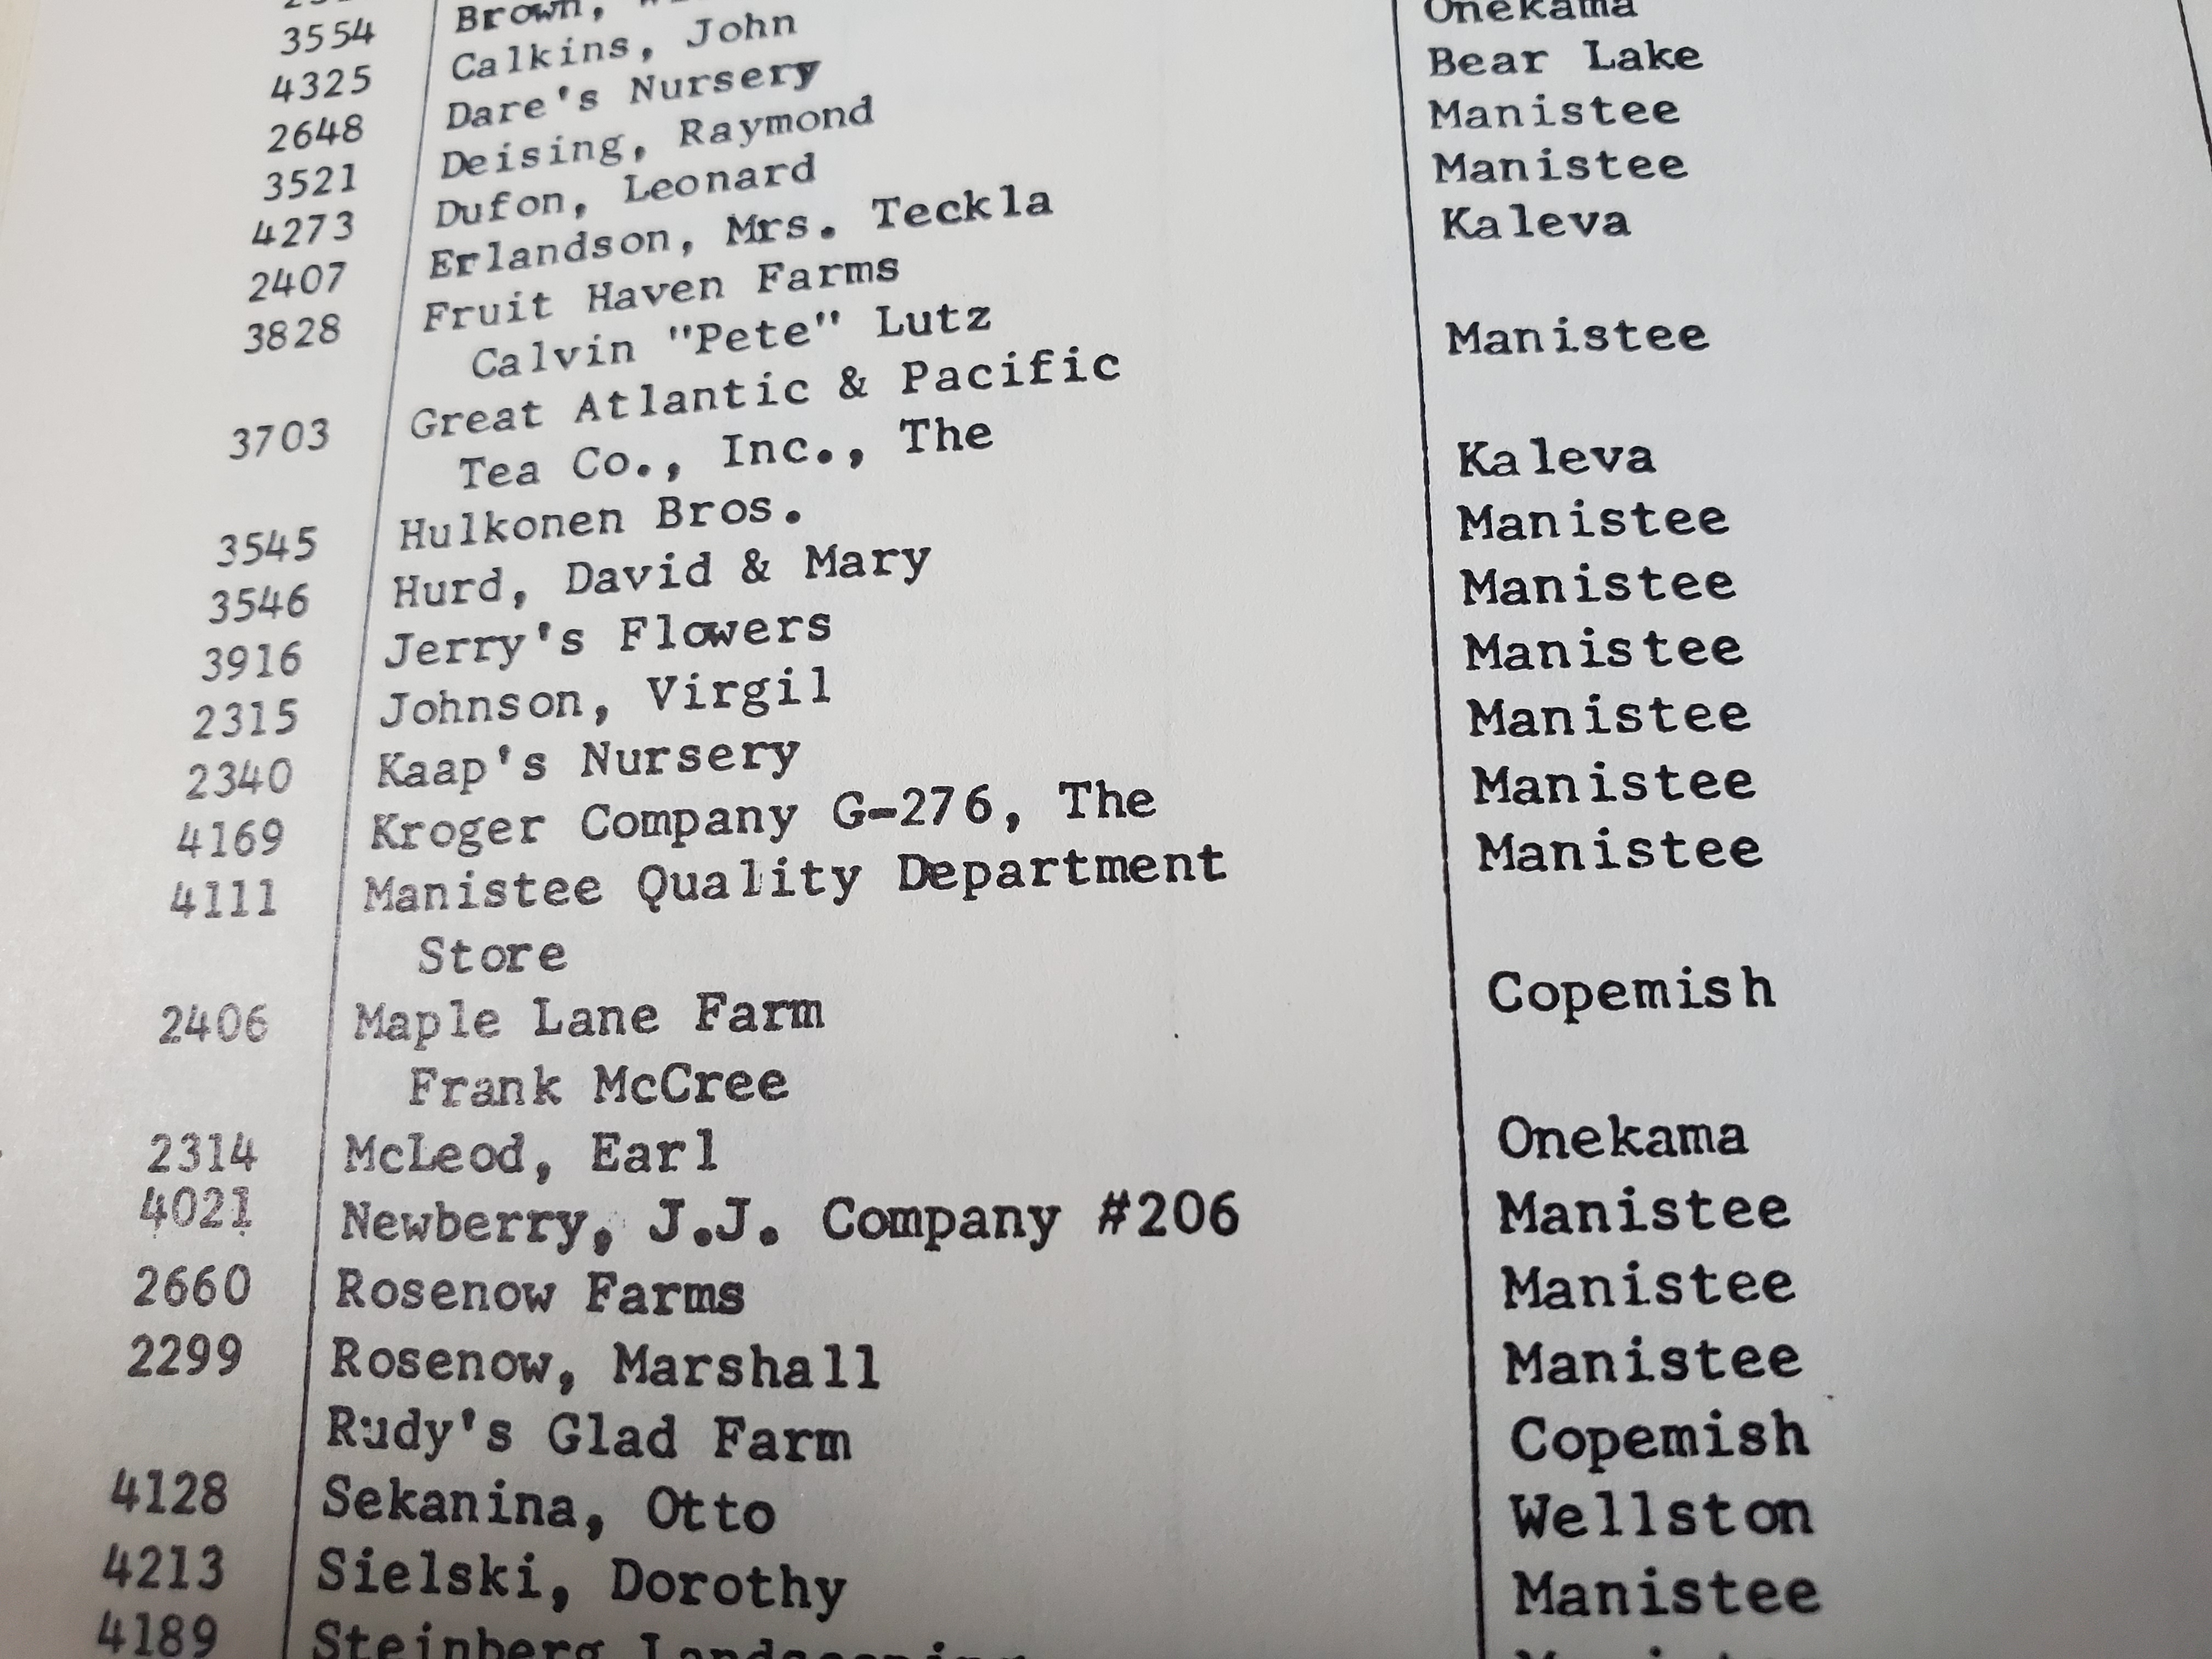 3554 Brown,
4325 Calkins, John
2648 Dare's Nursery Onekama
3521 Deising, Raymond Bear Lake
4273 Dufon, Leonard Manistee
2407 Erlandson, Mrs. Teckla Manistee
3828 Fruit Haven Farms Kaleva
Calvin "Pete" Lutz
3703 Great Atlantic & Pacific Manistee
Tea Co., Inc., The
3545 Hulkonen Bros. Kaleva
3546 Hurd, David & Mary Manistee
3916 Jerry's Flowers Manistee
2315 Johnson, Virgil Manistee
2340 Kaap's Nursery Manistee
4169 Kroger Company G-276, The Manistee
4111 Manistee Quality Department Manistee
Store
2406 Maple Lane Farm Copemish
Frank McCree
2314 McLeod, Earl Onekama
4021 Newberry, J.J. Company #206 Manistee
2660 Rosenow Farms Manistee
2299 Rosenow, Marshall Manistee
Rudy's Glad Farm Copemish
4128 Sekanina, Otto Wellston
4213 Sielski, Dorothy Manistee
4189 Steinberg Landscaping